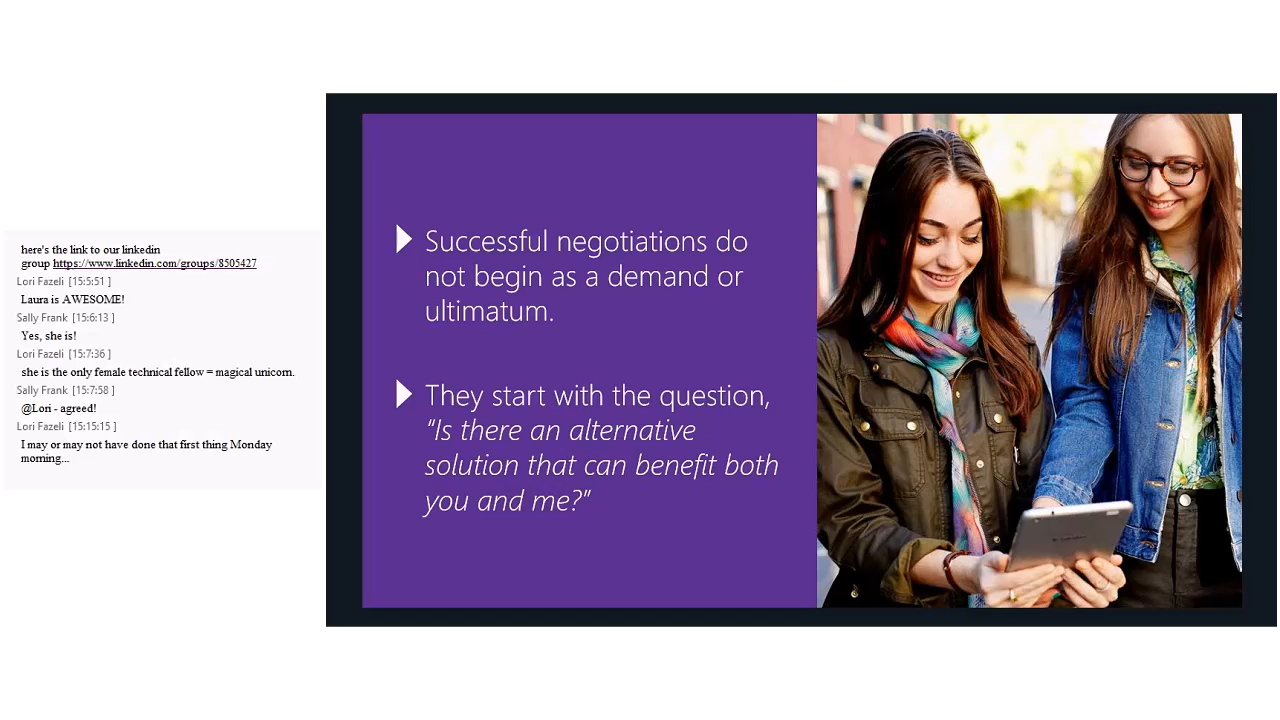 here's the link to our linkedin
group https://www.linkedin.com/groups/8505427
Lori Fazeli [15:5:51 ]
Laura is AWESOME!
Sally Frank [15:6:13 ]
Yes, she is!
Lori Fazeli [15:7:36 ]
she is the only female technical fellow = magical unicorn.
Sally Frank [15:7:58 ]
@Lori - agreed!
Lori Fazeli [15:15:15 ]
I may or may not have done that first thing Monday
morning...
Successful negotiations do
not begin as a demand or
ultimatum.
They start with the question,
“Is there an alternative
solution that can benefit both
you and me?”